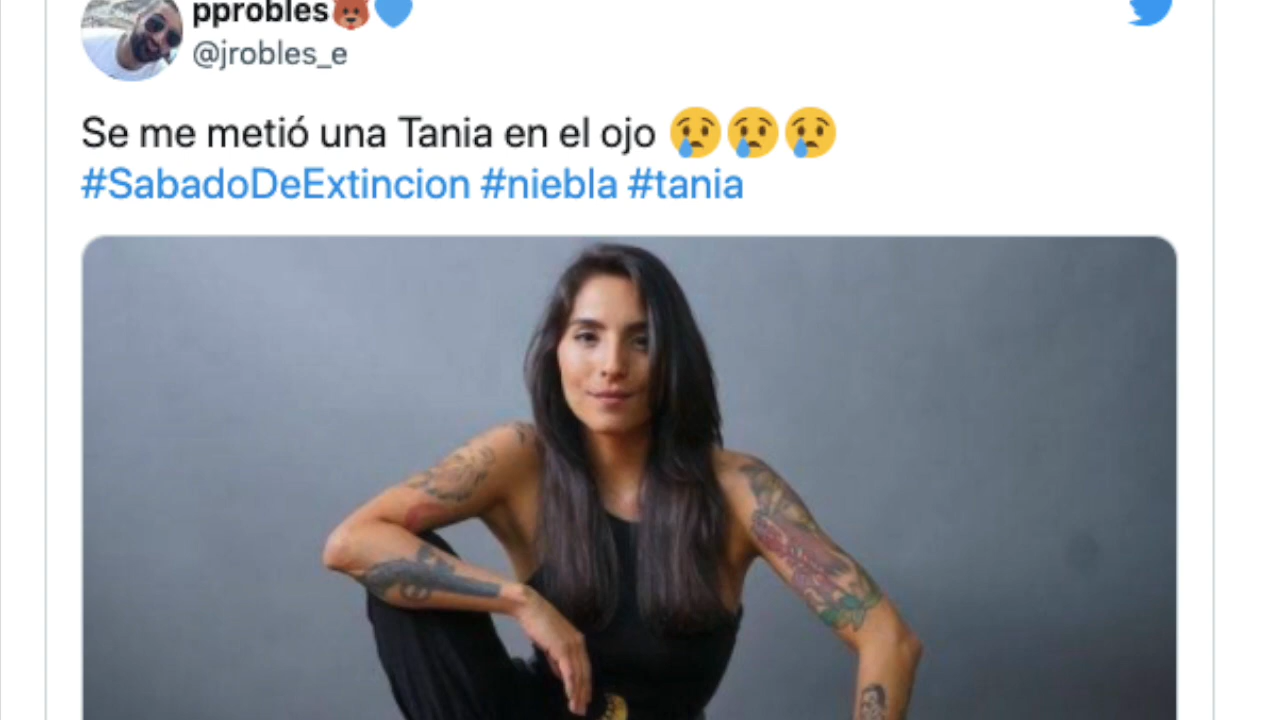 pprobles🐻💙
@jrobles_e
Se me metió una Tania en el ojo 😢😢😢
#SabadoDeExtincion #niebla #tania